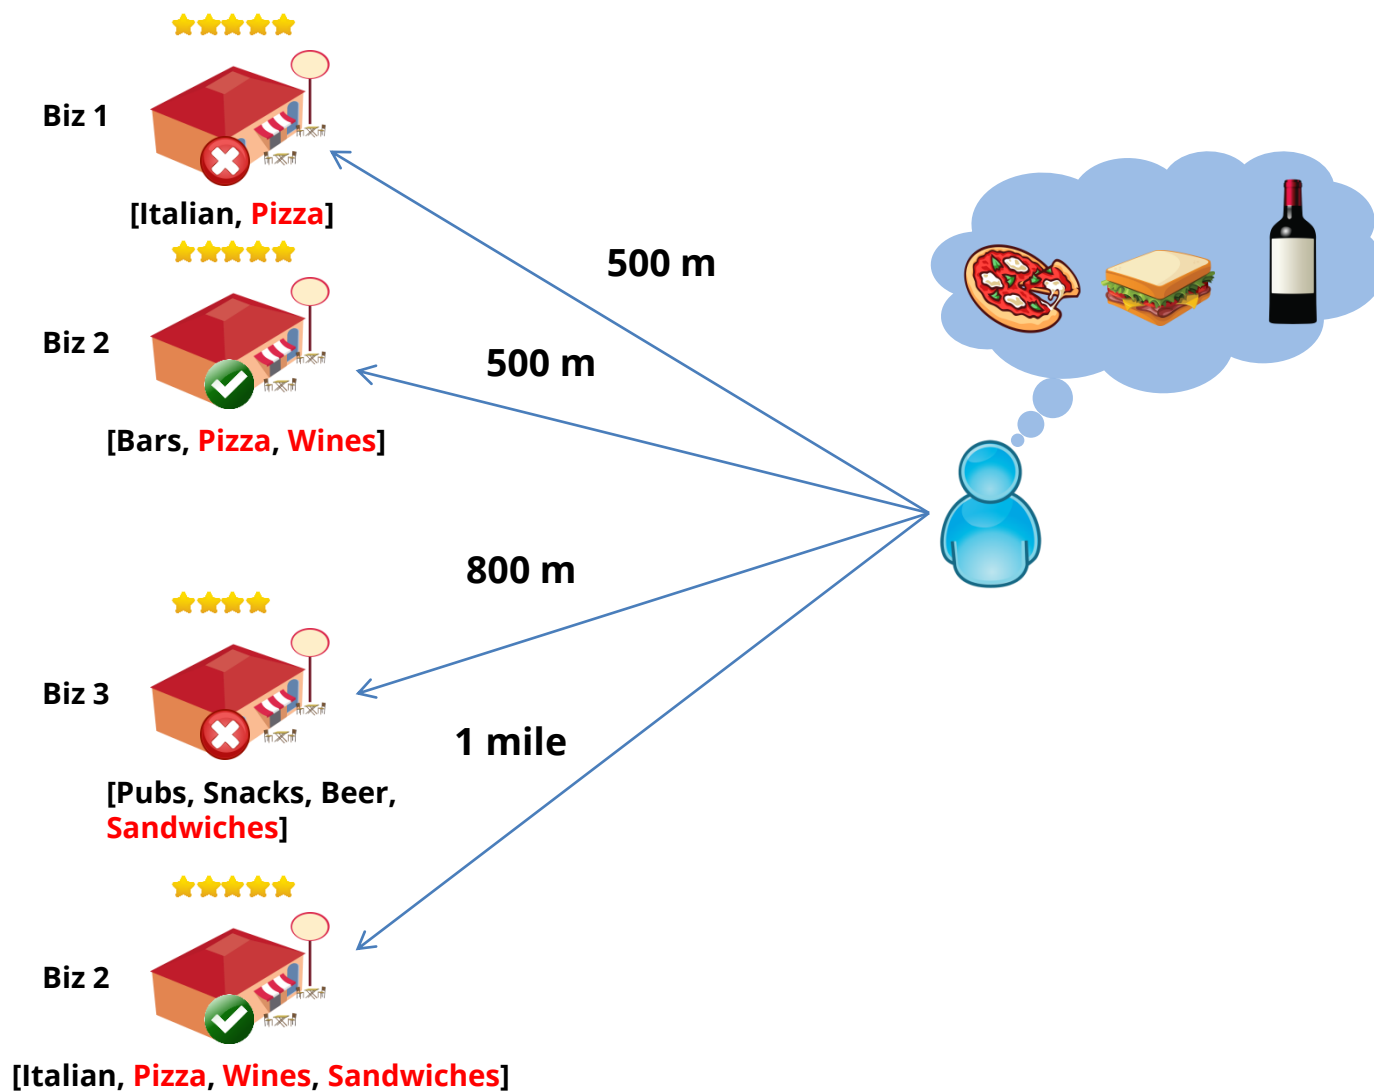 Biz 1
[Italian, Pizza]
500 m
Biz 2
500 m
[Bars, Pizza, Wines]
800 m
Biz 3
1 mile
[Pubs, Snacks, Beer,
Sandwiches]
Biz 2
[Italian, Pizza, Wines, Sandwiches]